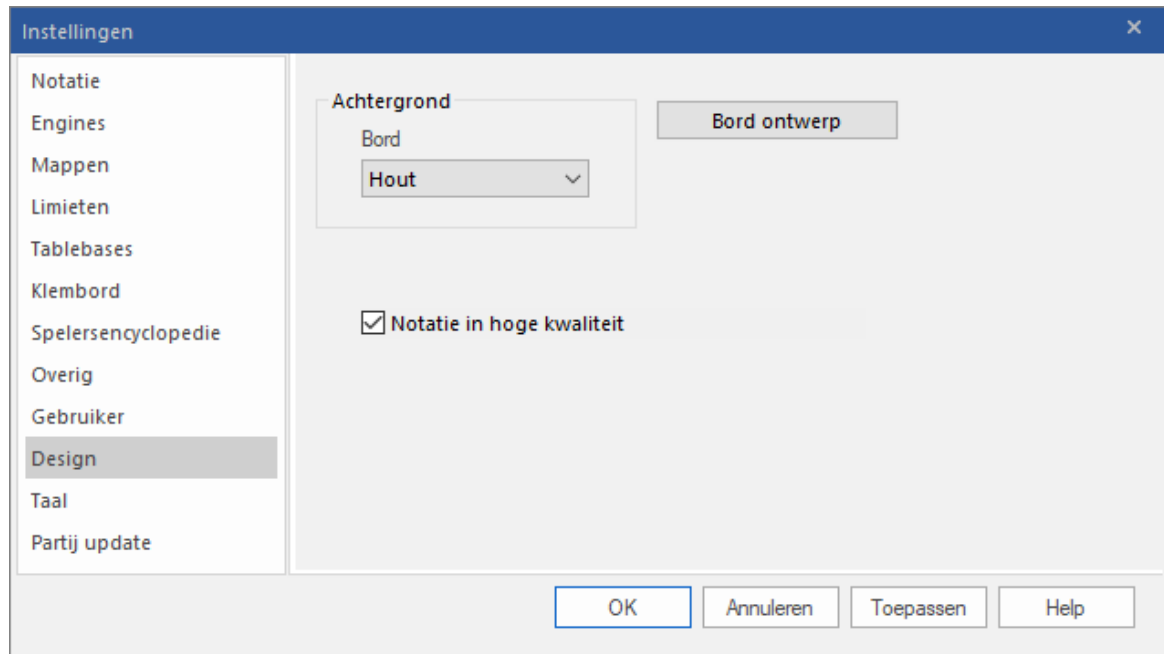 Instellingen
Notatie
Engines
Mappen
Limieten
Tablebases
Klembord
Spelersencyclopedie
Overig
Gebruiker
Design
Taal
Partij update
Achtergrond
Bord
Hout
Bord ontwerp
Notatie in hoge kwaliteit
OK
Annuleren
Toepassen
Help